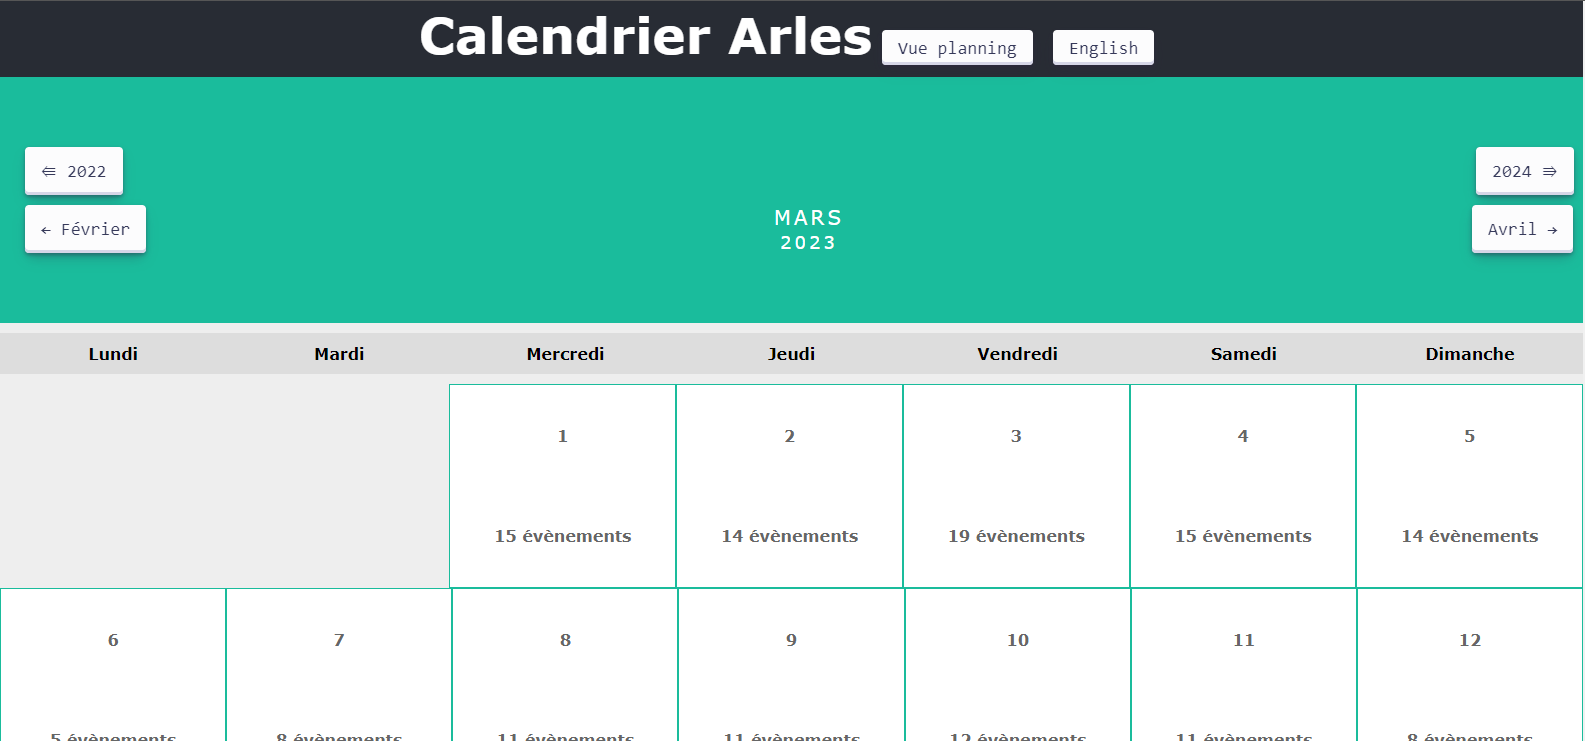 Calendrier Arles Vue planning English
⇚ 2022
2024 ⇛
← Février
Avril →
MARS
2023
Lundi Mardi Mercredi Jeudi Vendredi Samedi Dimanche
1 2 3 4 5
15 évènements 14 évènements 19 évènements 15 évènements 14 évènements
6 7 8 9 10 11 12
5 évènements 8 évènements 11 évènements 11 évènements 12 évènements 11 évènements 8 évènements